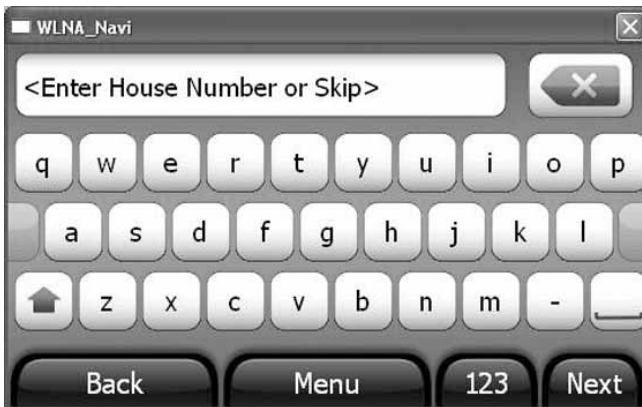 WLNA_Navi
<Enter House Number or Skip>
q w e r t y u i o p
a s d f g h j k l
z x c v b n m -
Back Menu 123 Next